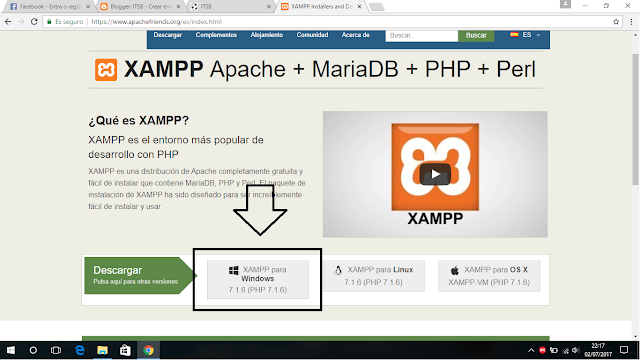 Facebook - Entra o regis
Blogger: ITSB - Crear ent
ITSB
XAMPP Installers and Do
Es seguro
https://www.apachefriends.org/es/index.html
Descargar Complementos Alojamiento Comunidad Acerca de Buscar... Buscar ES
XAMPP Apache + MariaDB + PHP + Perl
¿Qué es XAMPP?
XAMPP es el entorno más popular de
desarrollo con PHP
XAMPP es una distribución de Apache completamente gratuita y
fácil de instalar que contiene MariaDB, PHP y Perl. El paquete de
instalación de XAMPP ha sido diseñado para ser increíblemente
fácil de instalar y usar.
XAMPP
Descargar
Pulsa aquí para otras versiones
XAMPP para
Windows
7.1.6 (PHP 7.1.6)
XAMPP para Linux
7.1.6 (PHP 7.1.6)
XAMPP para OS X
XAMPP-VM (PHP 7.1.6)
22:17
02/07/2017